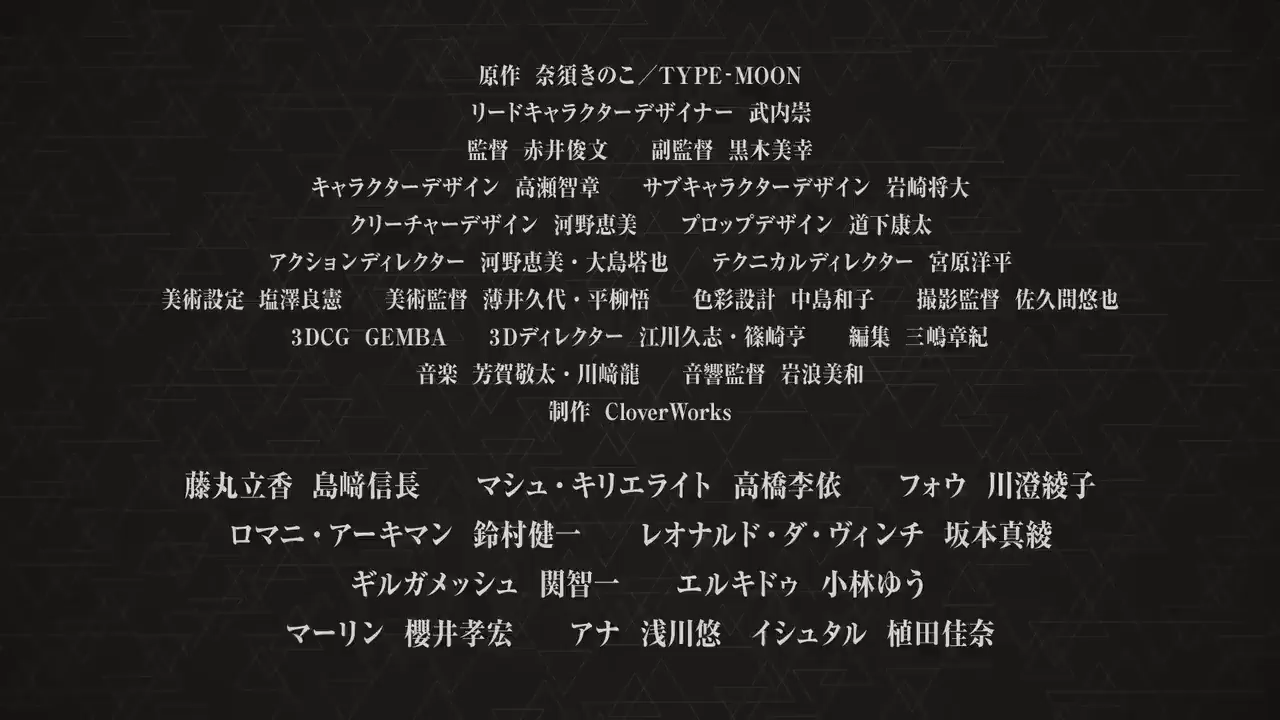 原作 奈須きのこ／TYPE-MOON
リードキャラクターデザイナー 武内崇
監督 赤井俊文 副監督 黒木美幸
キャラクターデザイン 高瀬智章 サブキャラクターデザイン 岩崎将大
クリーチャーデザイン 河野恵美 プロップデザイン 道下康太
アクションディレクター 河野恵美・大島塔也 テクニカルディレクター 宮原洋平
美術設定 塩澤良憲 美術監督 薄井久代・平柳悟 色彩設計 中島和子 撮影監督 佐久間悠也
3DCG GEMBA 3Dディレクター 江川久志・篠崎亨 編集 三嶋章紀
音楽 芳賀敬太・川﨑龍 音響監督 岩浪美和
制作 CloverWorks
藤丸立香 島﨑信長 マシュ・キリエライト 高橋李依 フォウ 川澄綾子
ロマニ・アーキマン 鈴村健一 レオナルド・ダ・ヴィンチ 坂本真綾
ギルガメッシュ 関智一 エルキドゥ 小林ゆう
マーリン 櫻井孝宏 アナ 浅川悠 イシュタル 植田佳奈